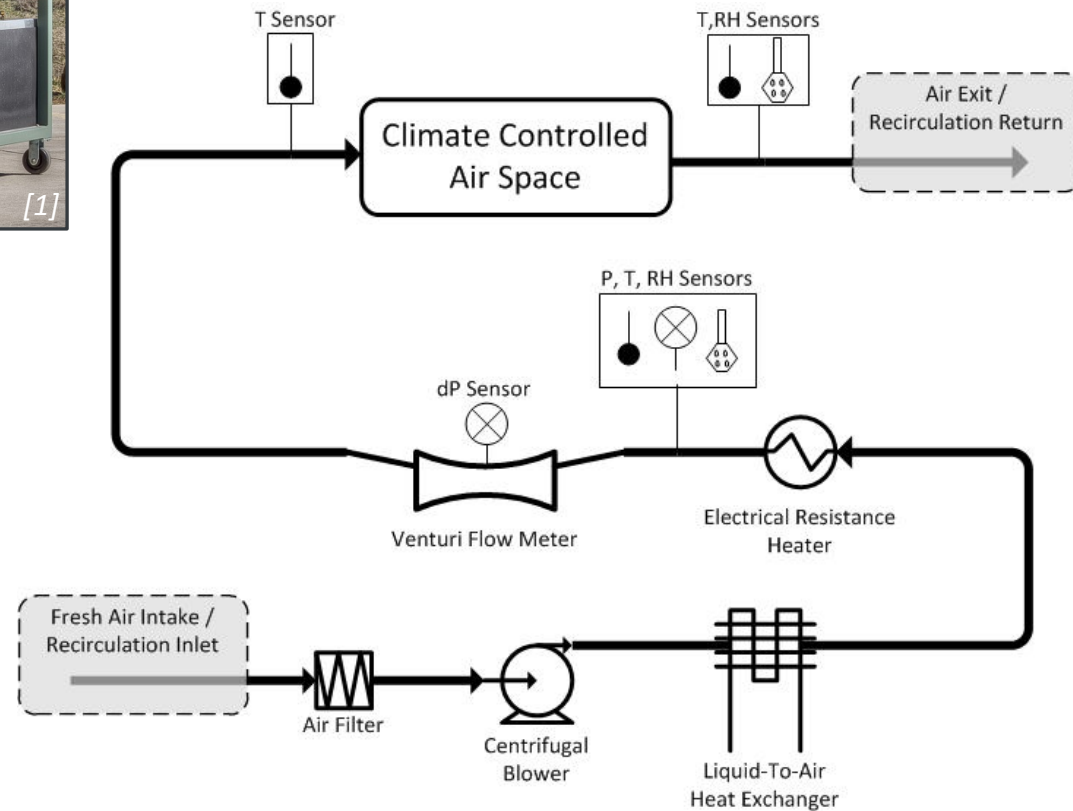 T Sensor
T,RH Sensors
Climate Controlled
Air Space
Air Exit /
Recirculation Return
[1]
P, T, RH Sensors
dP Sensor
Venturi Flow Meter
Electrical Resistance
Heater
Fresh Air Intake /
Recirculation Inlet
Air Filter
Centrifugal
Blower
Liquid-To-Air
Heat Exchanger